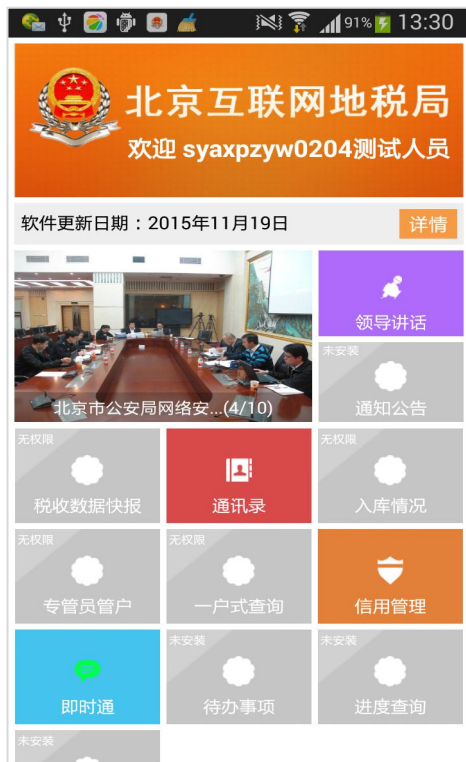 91% 13:30
北京互联网地税局
欢迎 syaxpzyw0204测试人员
软件更新日期：2015年11月19日
详情
北京市公安局网络安...(4/10)
领导讲话
未安装
通知公告
无权限
税收数据快报
通讯录
无权限
入库情况
无权限
专管员管户
无权限
一户式查询
信用管理
即时通
未安装
待办事项
未安装
进度查询
未安装